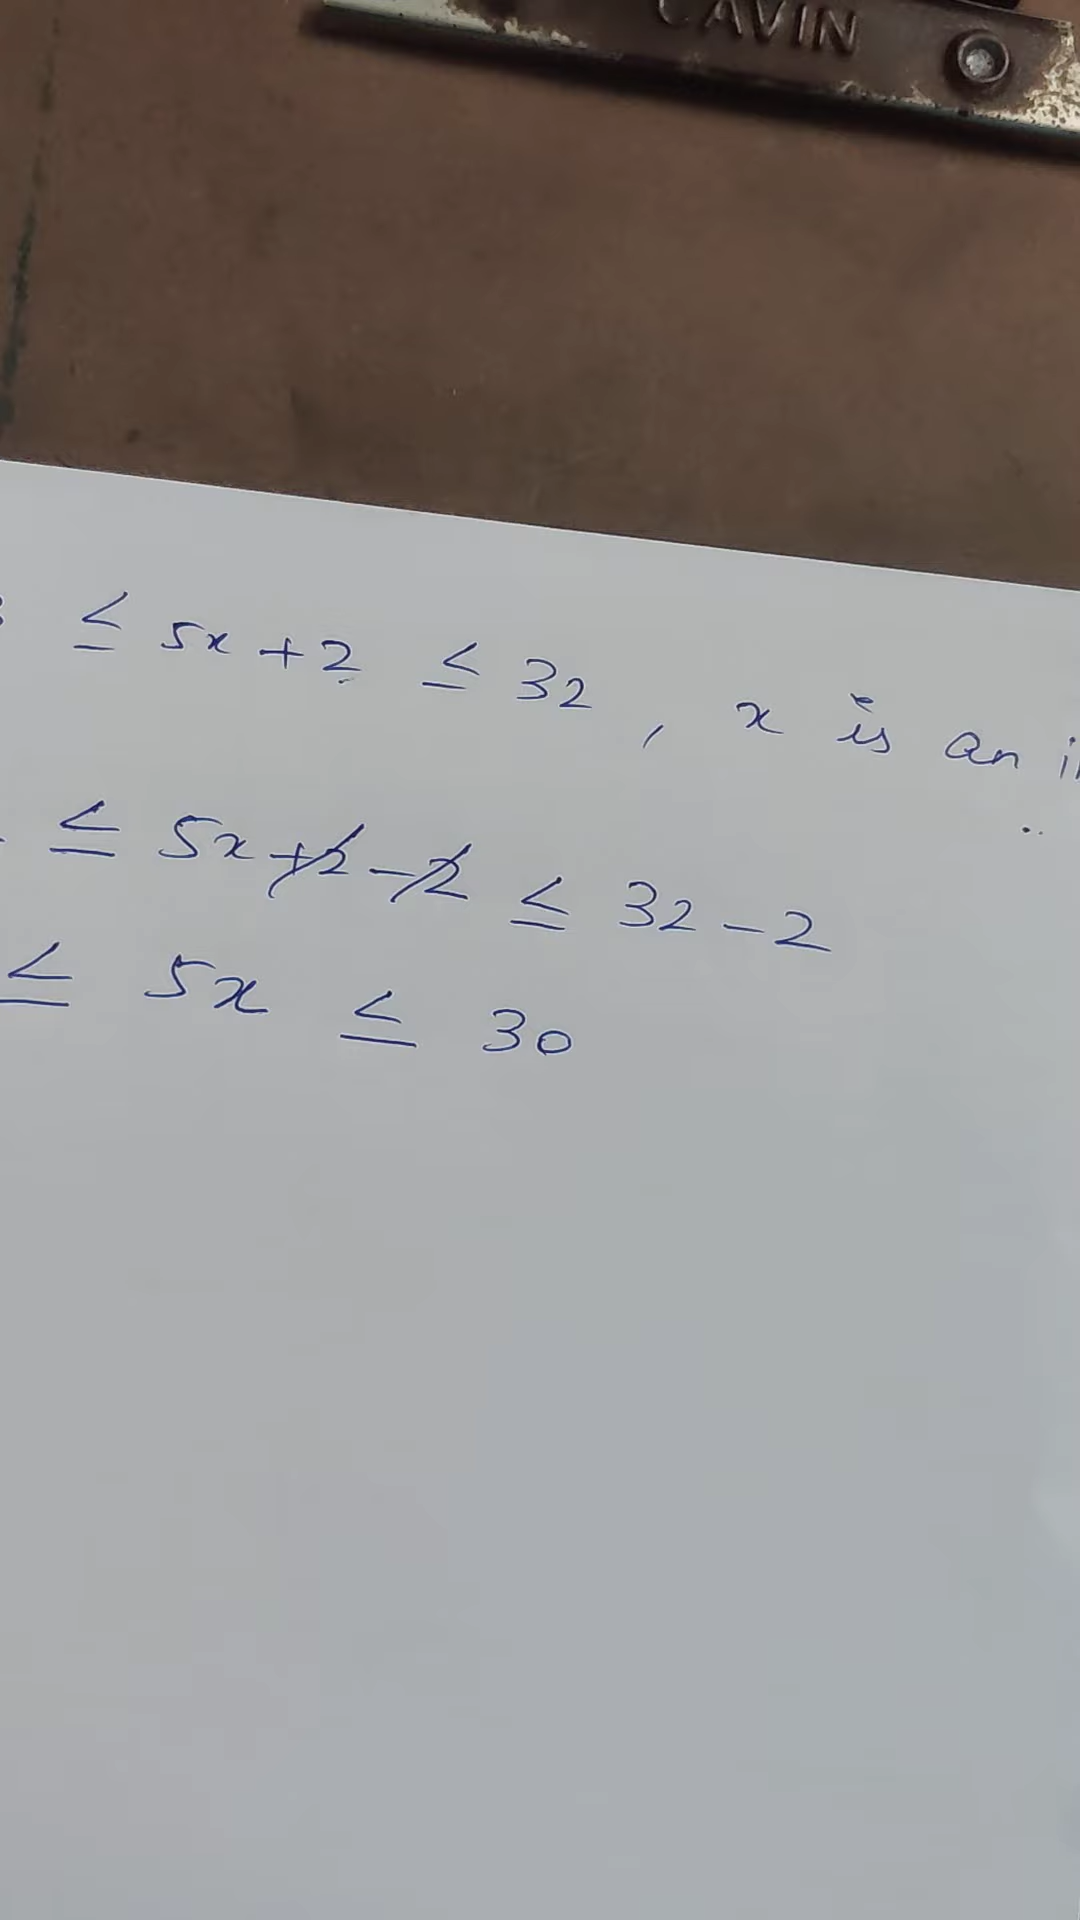 CAVIN
≤ 5x + 2 ≤ 32, x is an
≤ 5x + 2 - 2 ≤ 32 - 2
≤ 5x ≤ 30